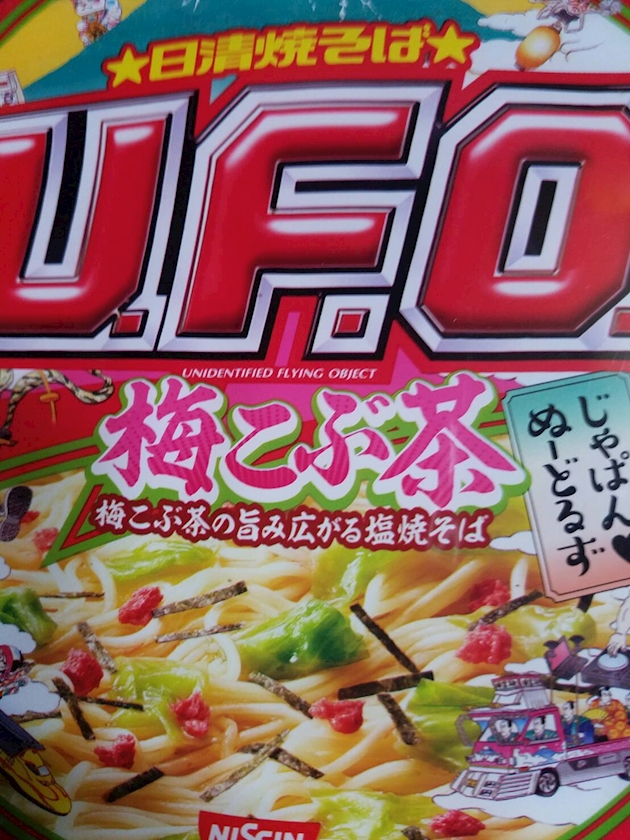 ★日清焼そば★
U.F.O.
UNIDENTIFIED FLYING OBJECT
梅こぶ茶
梅こぶ茶の旨み広がる塩焼そば
じゃぱん♥
ぬーどるず
NISSIN